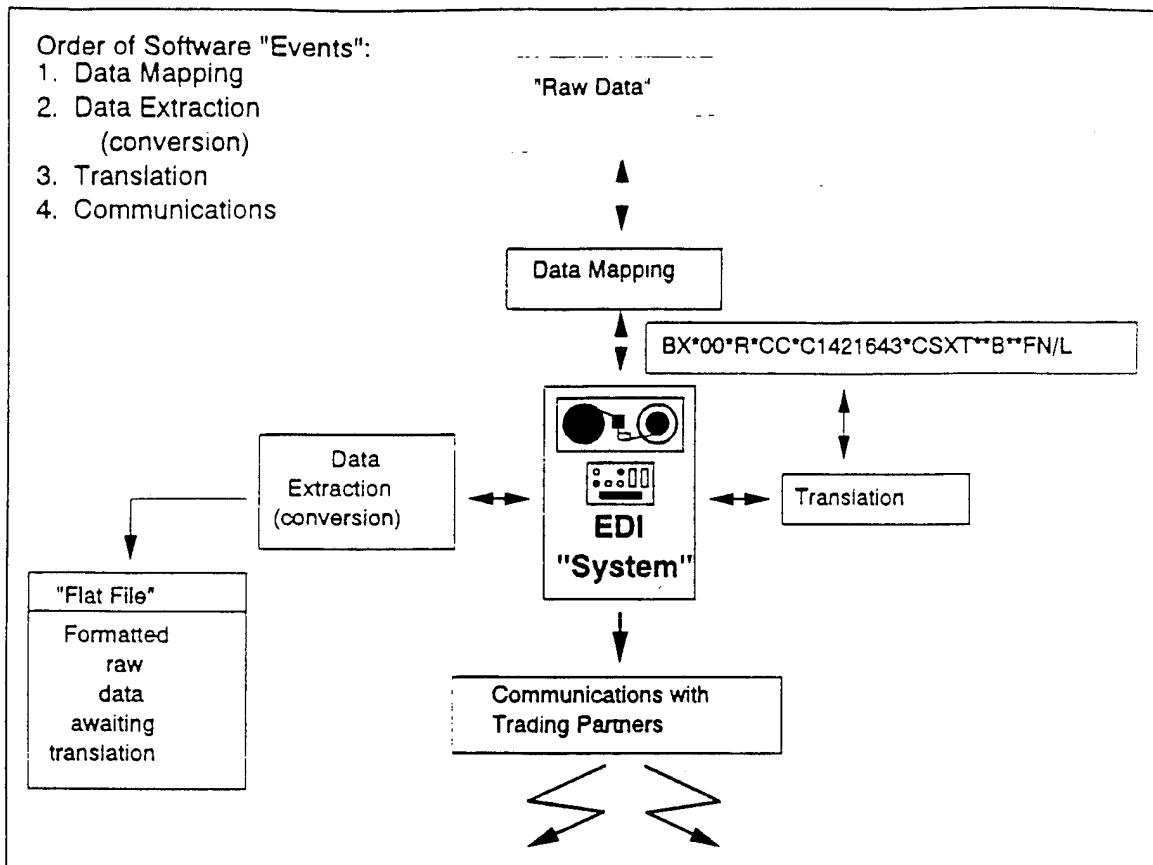 Order of Software "Events":
1. Data Mapping
2. Data Extraction
(conversion)
3. Translation
4. Communications
"Raw Data"
Data Mapping
BX*00*R*CC*C1421643*CSXT**B**FN/L
Data
Extraction
(conversion)
EDI
"System"
Translation
"Flat File"
Formatted
raw
data
awaiting
translation
Communications with
Trading Partners